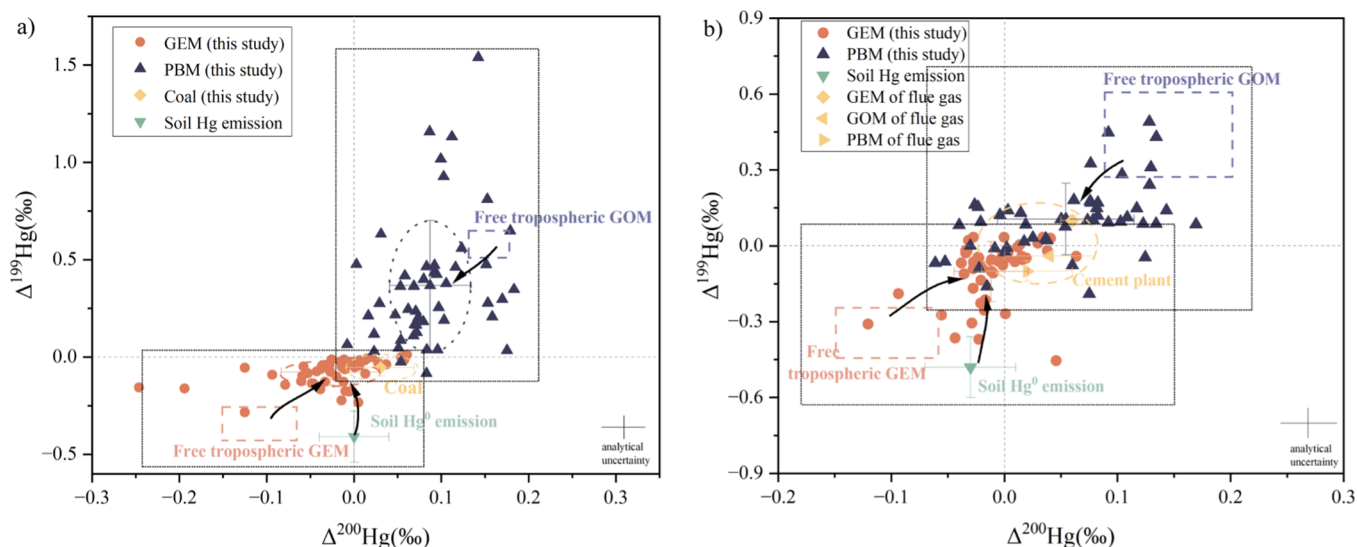 a)
GEM (this study)
PBM (this study)
Coal (this study)
Soil Hg emission
1.5
1.0
0.5
0.0
−0.5
Δ¹⁹⁹Hg(‰)
Free tropospheric GOM
Coal
Soil Hg⁰ emission
Free tropospheric GEM
analytical
uncertainty
−0.3
−0.2
−0.1
0.0
0.1
0.2
0.3
Δ²⁰⁰Hg(‰)
b)
GEM (this study)
PBM (this study)
Soil Hg emission
GEM of flue gas
GOM of flue gas
PBM of flue gas
0.9
0.6
0.3
0.0
−0.3
−0.6
−0.9
Δ¹⁹⁹Hg(‰)
Free tropospheric GOM
Cement plant
Free
tropospheric GEM
Soil Hg⁰ emission
analytical
uncertainty
−0.2
−0.1
0.0
0.1
0.2
0.3
Δ²⁰⁰Hg(‰)